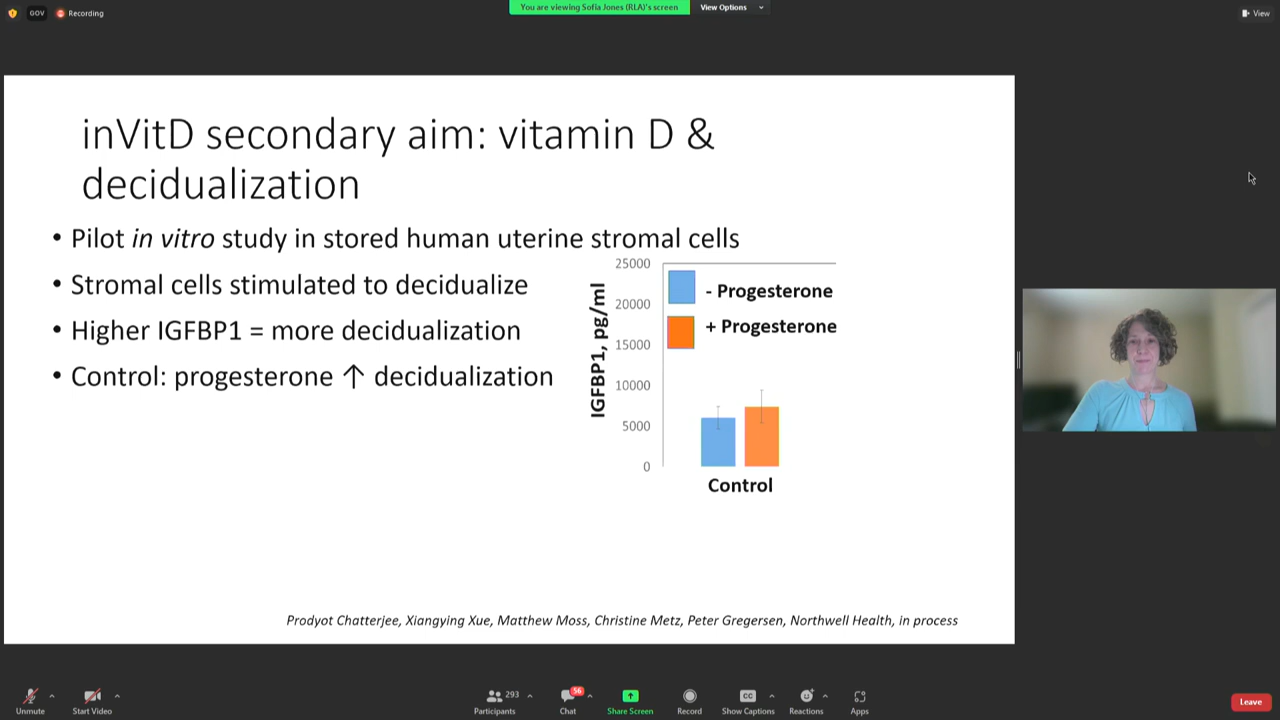 GOV
Recording
You are viewing Sofia Jones (RLA)'s screen
View Options
View
inVitD secondary aim: vitamin D &
decidualization
• Pilot in vitro study in stored human uterine stromal cells
• Stromal cells stimulated to decidualize
• Higher IGFBP1 = more decidualization
• Control: progesterone ↑ decidualization
IGFBP1, pg/ml
25000
20000
15000
10000
5000
0
- Progesterone
+ Progesterone
Control
Prodyot Chatterjee, Xiangying Xue, Matthew Moss, Christine Metz, Peter Gregersen, Northwell Health, in process
Unmute
Start Video
293
Participants
56
Chat
Share Screen
Record
CC
Show Captions
Reactions
Apps
Leave